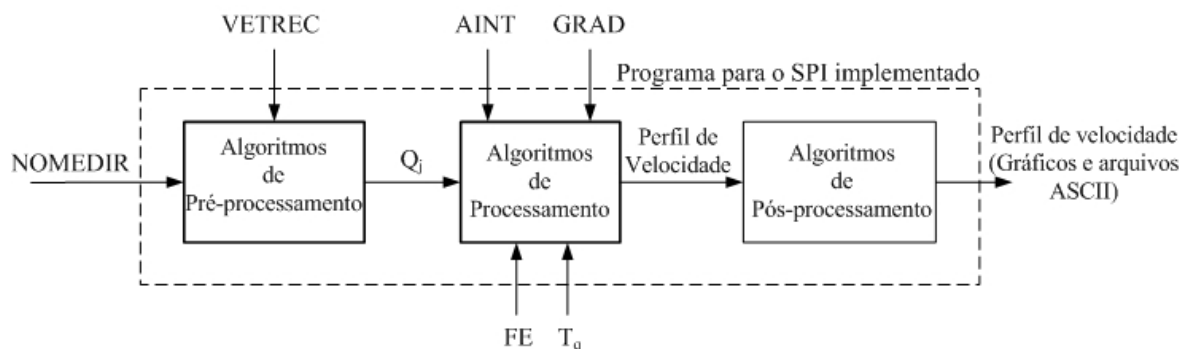 VETREC
AINT
GRAD
Programa para o SPI implementado
NOMEDIR
Algoritmos
de
Pré-processamento
Qj
Algoritmos
de
Processamento
Perfil de
Velocidade
Algoritmos
de
Pós-processamento
Perfil de velocidade
(Gráficos e arquivos
ASCII)
FE
Tq